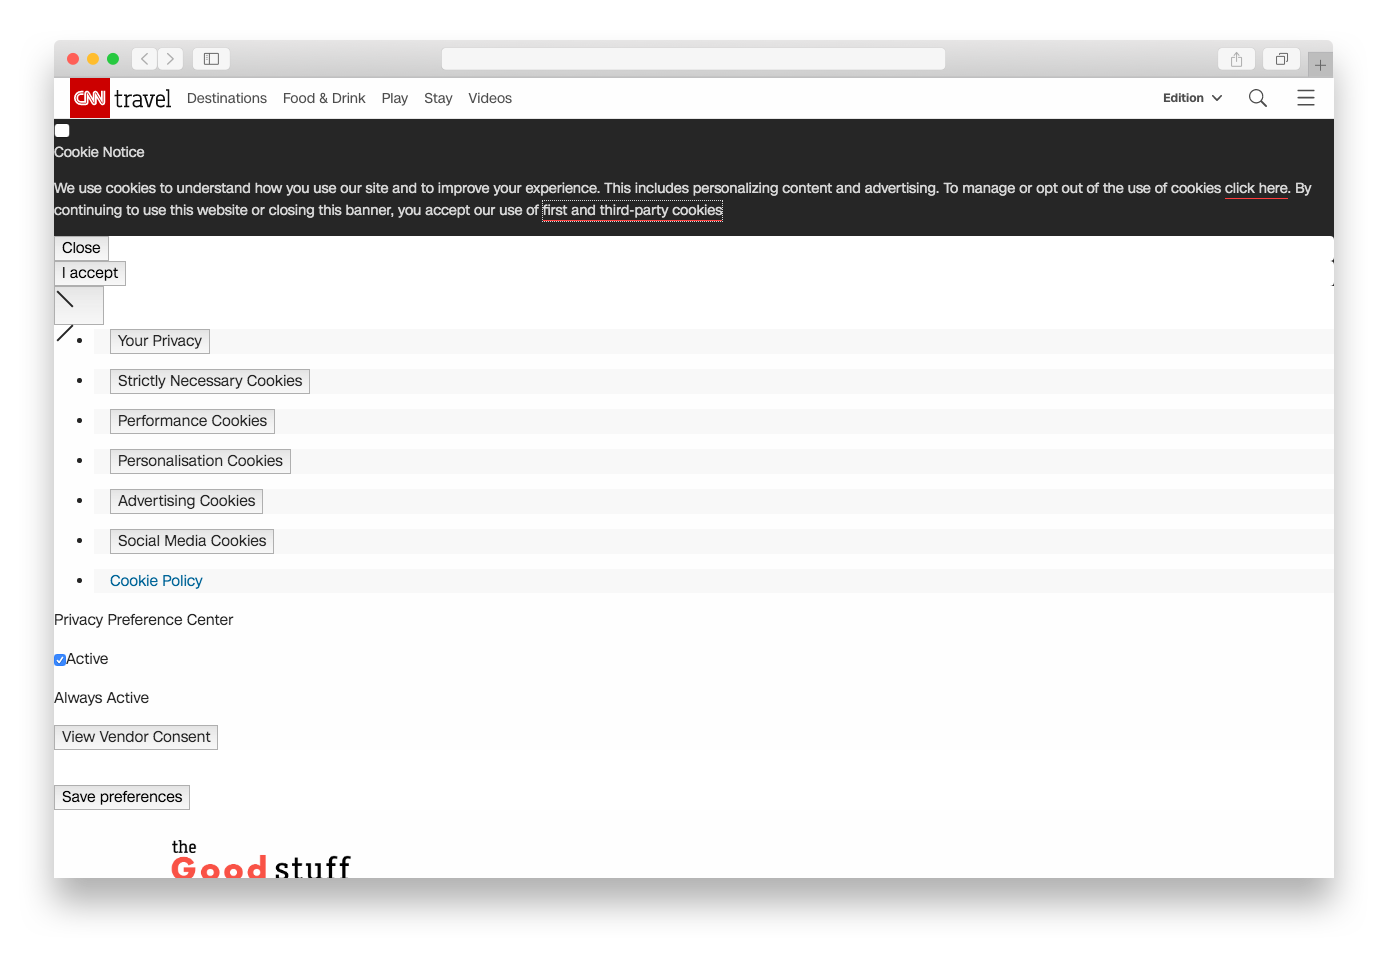 CNN travel Destinations Food & Drink Play Stay Videos Edition
Cookie Notice
We use cookies to understand how you use our site and to improve your experience. This includes personalizing content and advertising. To manage or opt out of the use of cookies click here. By
continuing to use this website or closing this banner, you accept our use of first and third-party cookies
Close
I accept
Your Privacy
Strictly Necessary Cookies
Performance Cookies
Personalisation Cookies
Advertising Cookies
Social Media Cookies
Cookie Policy
Privacy Preference Center
Active
Always Active
View Vendor Consent
Save preferences
the
Good stuff